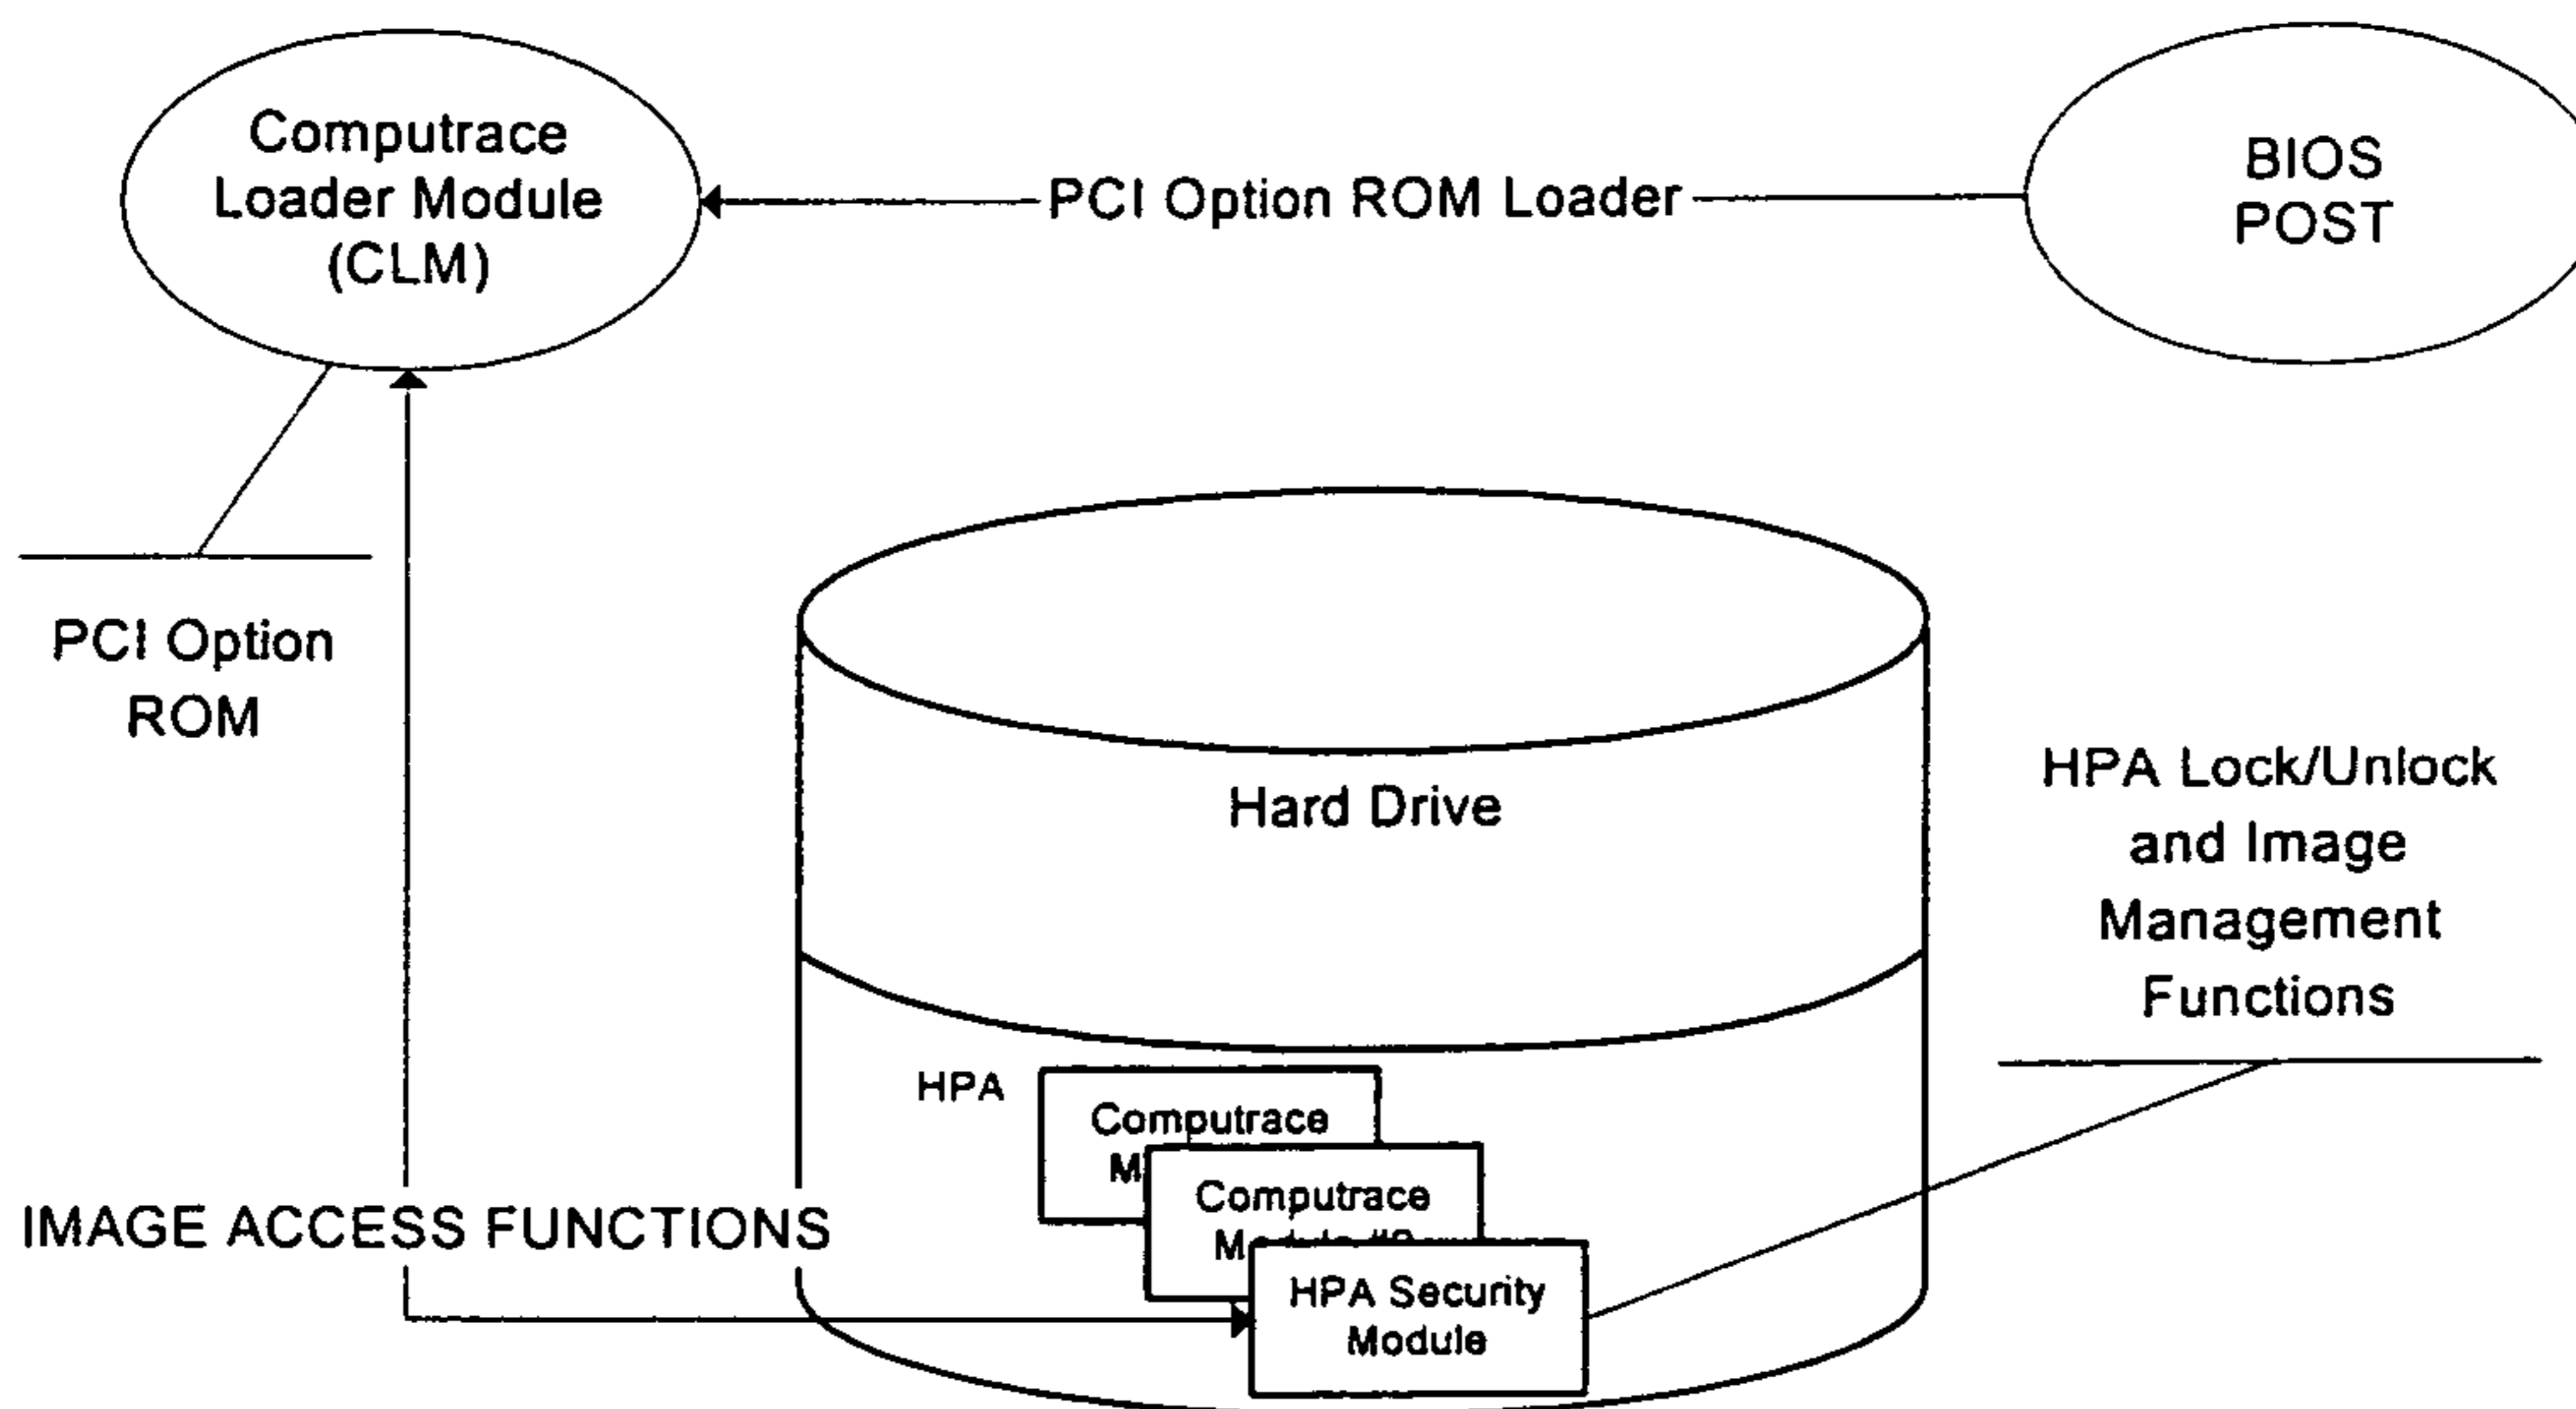 Computrace
Loader Module
(CLM)
PCI Option ROM Loader
BIOS
POST
PCI Option
ROM
Hard Drive
HPA Lock/Unlock
and Image
Management
Functions
HPA
Computrace
Computrace
IMAGE ACCESS FUNCTIONS
HPA Security
Module